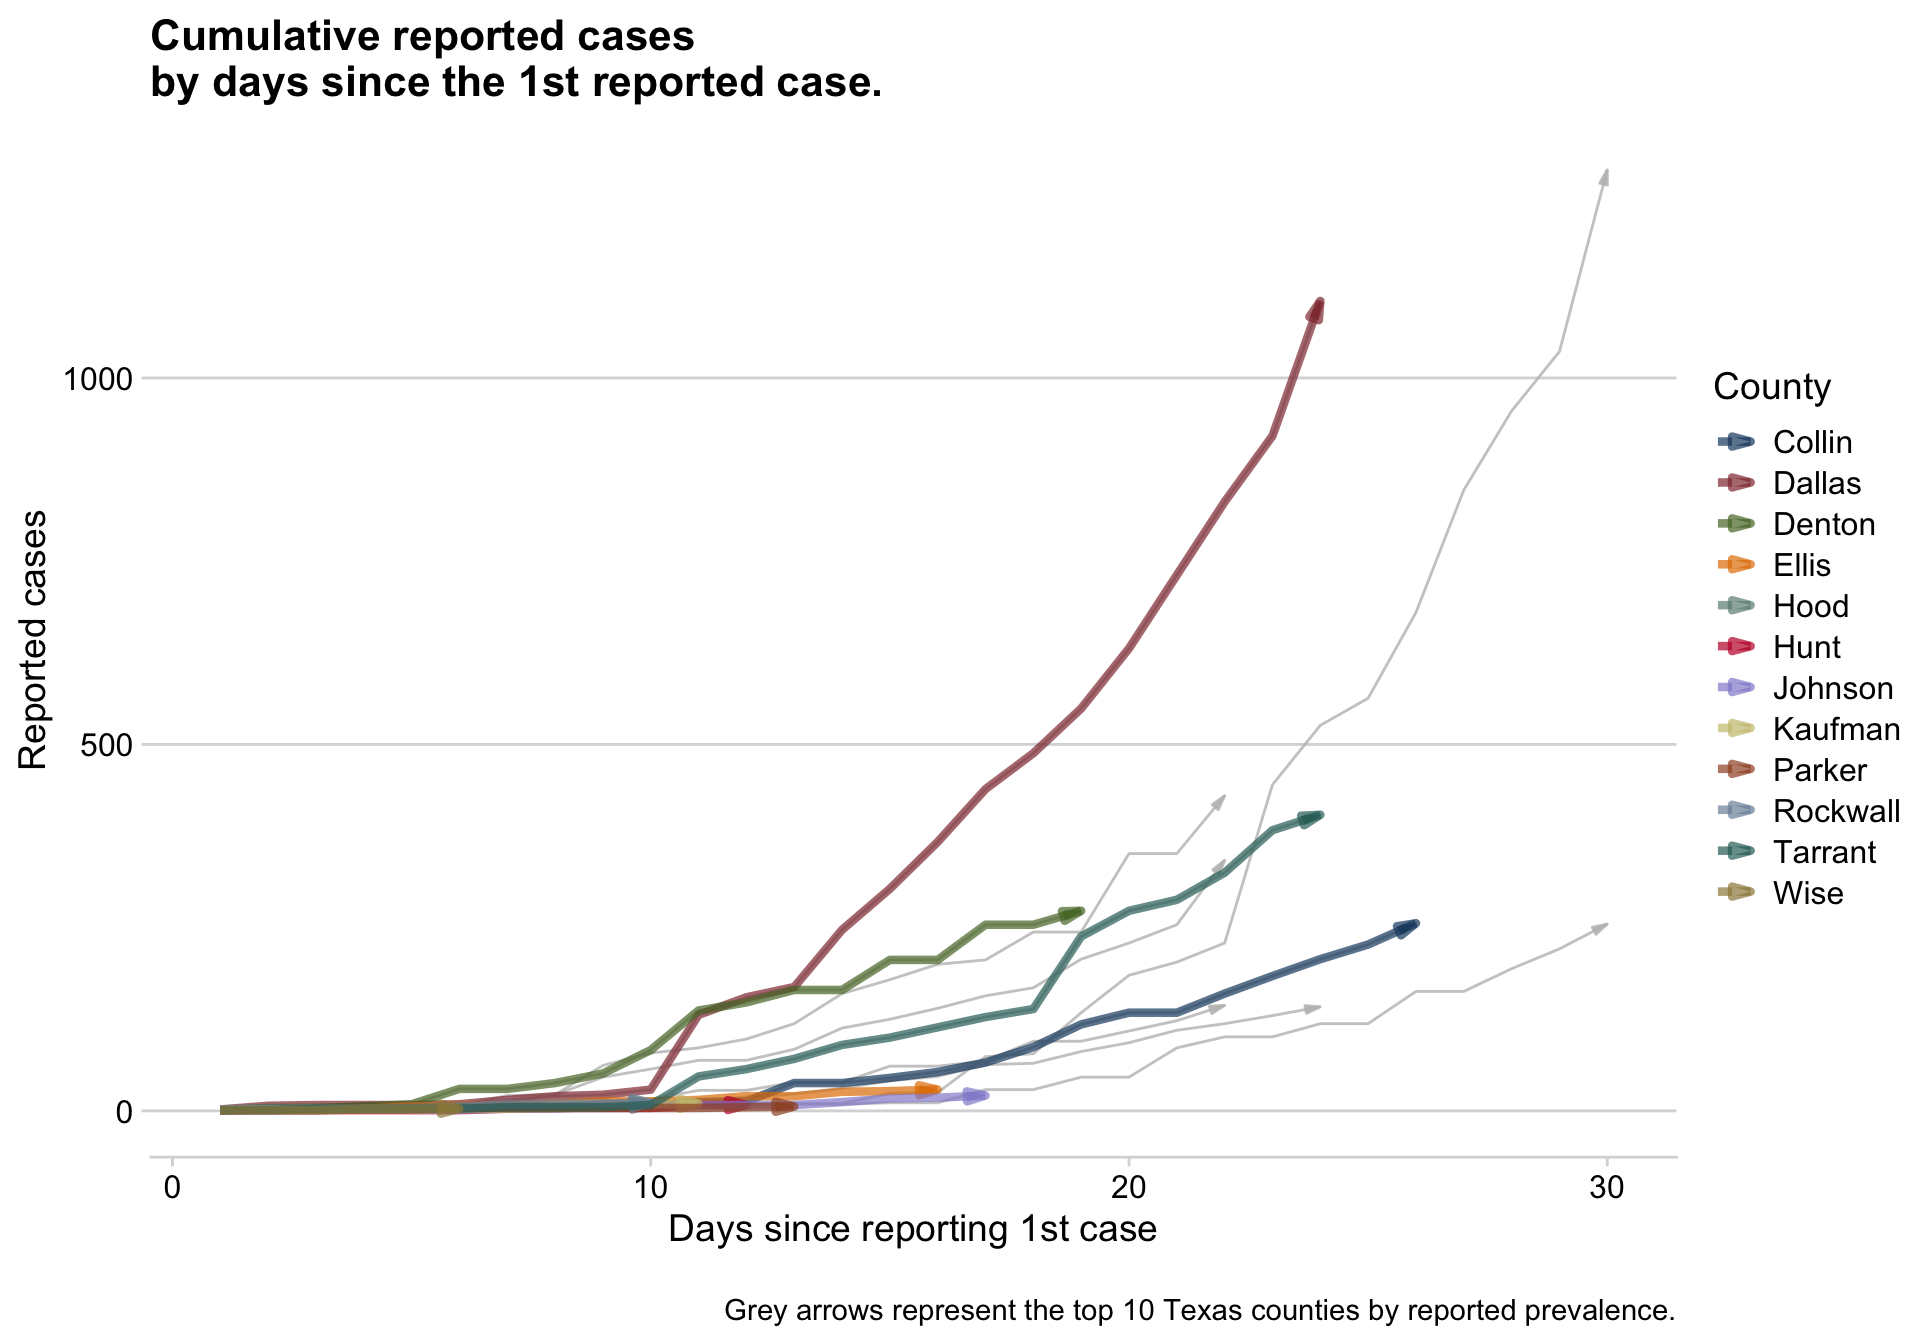 Cumulative reported cases
by days since the 1st reported case.
1000
500
0
Reported cases
0 10 20 30
Days since reporting 1st case
County
Collin
Dallas
Denton
Ellis
Hood
Hunt
Johnson
Kaufman
Parker
Rockwall
Tarrant
Wise
Grey arrows represent the top 10 Texas counties by reported prevalence.